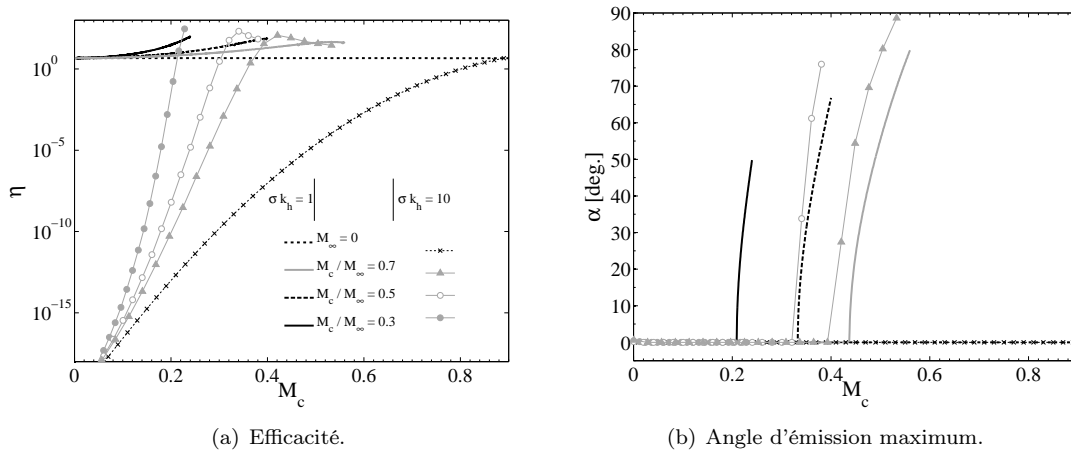 10^0
10^-5
10^-10
10^-15
η
σ k_h = 1
σ k_h = 10
M_∞ = 0
M_c / M_∞ = 0.7
M_c / M_∞ = 0.5
M_c / M_∞ = 0.3
0 0.2 0.4 0.6 0.8
M_c
(a) Efficacité.
90
80
70
60
50
40
30
20
10
0
α [deg.]
0 0.2 0.4 0.6 0.8
M_c
(b) Angle d'émission maximum.